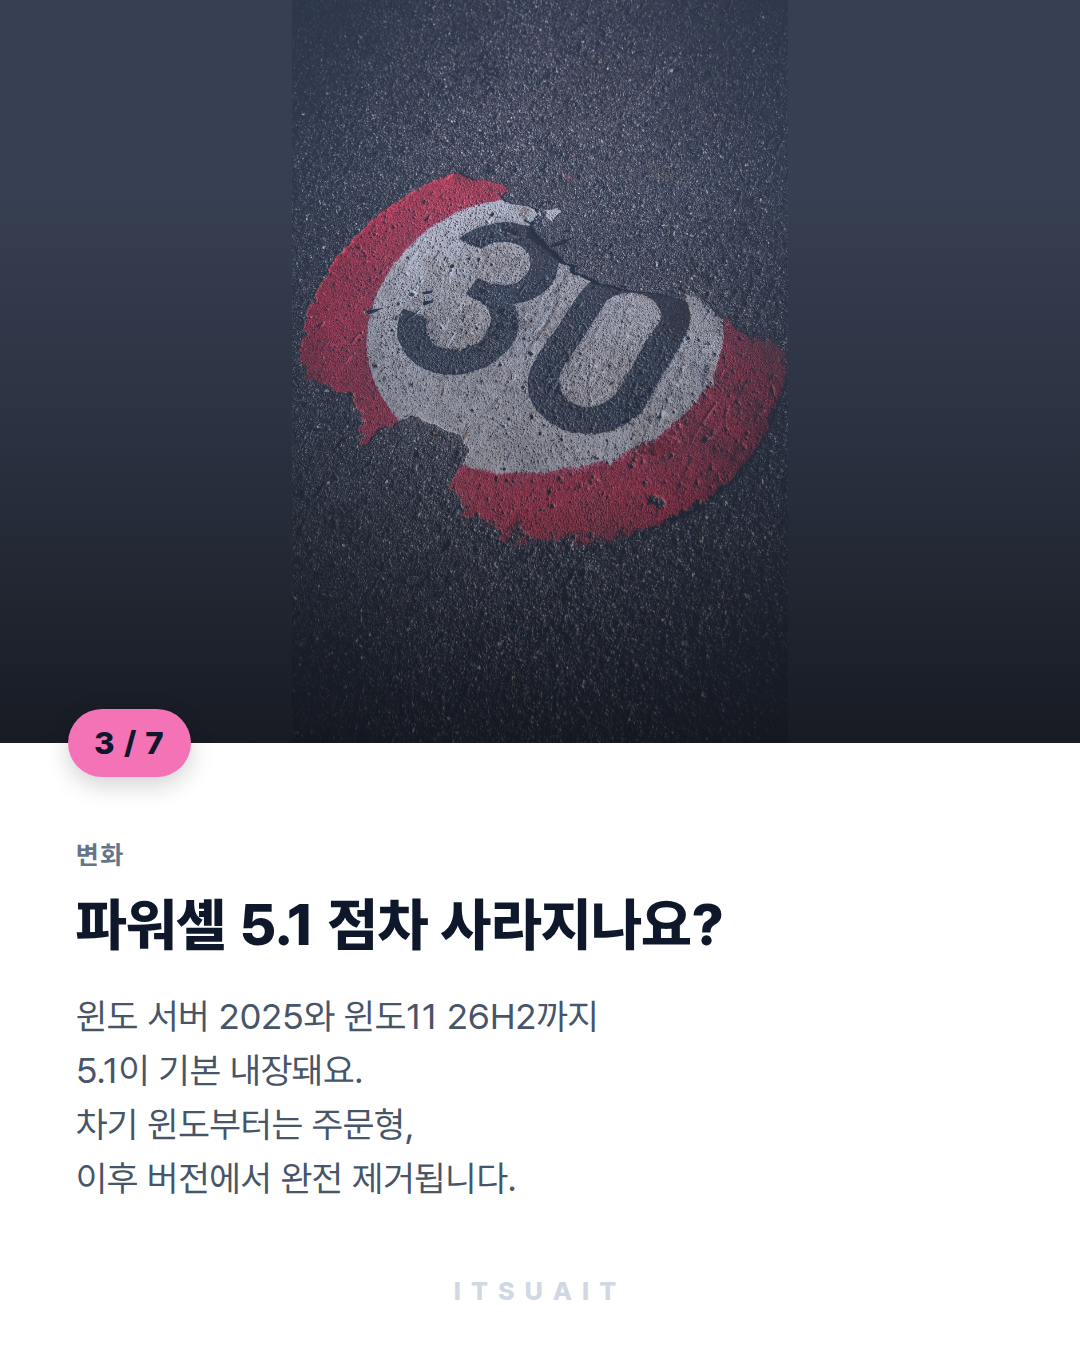 30
3 / 7
변화
파워셸 5.1 점차 사라지나요?
윈도 서버 2025와 윈도11 26H2까지
5.1이 기본 내장돼요.
차기 윈도부터는 주문형,
이후 버전에서 완전 제거됩니다.
ITSUAIT